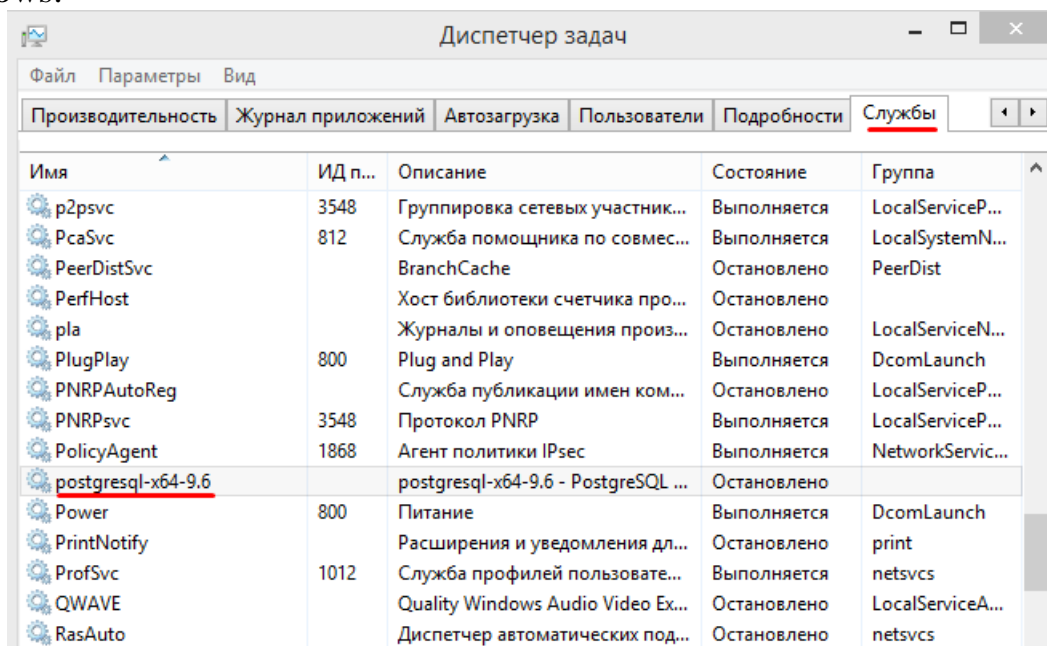 Диспетчер задач
Файл Параметры Вид
Производительность Журнал приложений Автозагрузка Пользователи Подробности Службы
Имя ИД п... Описание Состояние Группа
p2psvc 3548 Группировка сетевых участник... Выполняется LocalServiceP...
PcaSvc 812 Служба помощника по совмес... Выполняется LocalSystemN...
PeerDistSvc BranchCache Остановлено PeerDist
PerfHost Хост библиотеки счетчика про... Остановлено
pla Журналы и оповещения произ... Остановлено LocalServiceN...
PlugPlay 800 Plug and Play Выполняется DcomLaunch
PNRPAutoReg Служба публикации имен ком... Остановлено LocalServiceP...
PNRPsvc 3548 Протокол PNRP Выполняется LocalServiceP...
PolicyAgent 1868 Агент политики IPsec Выполняется NetworkServic...
postgresql-x64-9.6 postgresql-x64-9.6 - PostgreSQL ... Остановлено
Power 800 Питание Выполняется DcomLaunch
PrintNotify Расширения и уведомления дл... Остановлено print
ProfSvc 1012 Служба профилей пользовате... Выполняется netsvcs
QWAVE Quality Windows Audio Video Ex... Остановлено LocalServiceA...
RasAuto Диспетчер автоматических под... Остановлено netsvcs